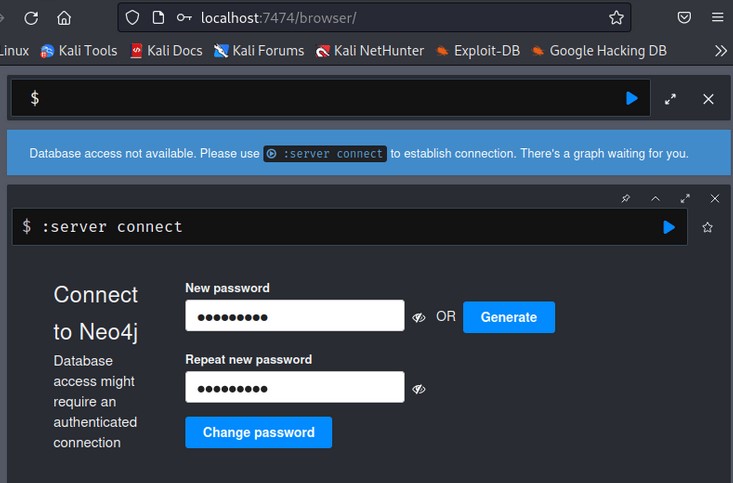 localhost:7474/browser/
Linux Kali Tools Kali Docs Kali Forums Kali NetHunter Exploit-DB Google Hacking DB
$
Database access not available. Please use :server connect to establish connection. There's a graph waiting for you.
$ :server connect
Connect
to Neo4j
Database
access might
require an
authenticated
connection
New password
●●●●●●●●●
OR Generate
Repeat new password
●●●●●●●●●
Change password